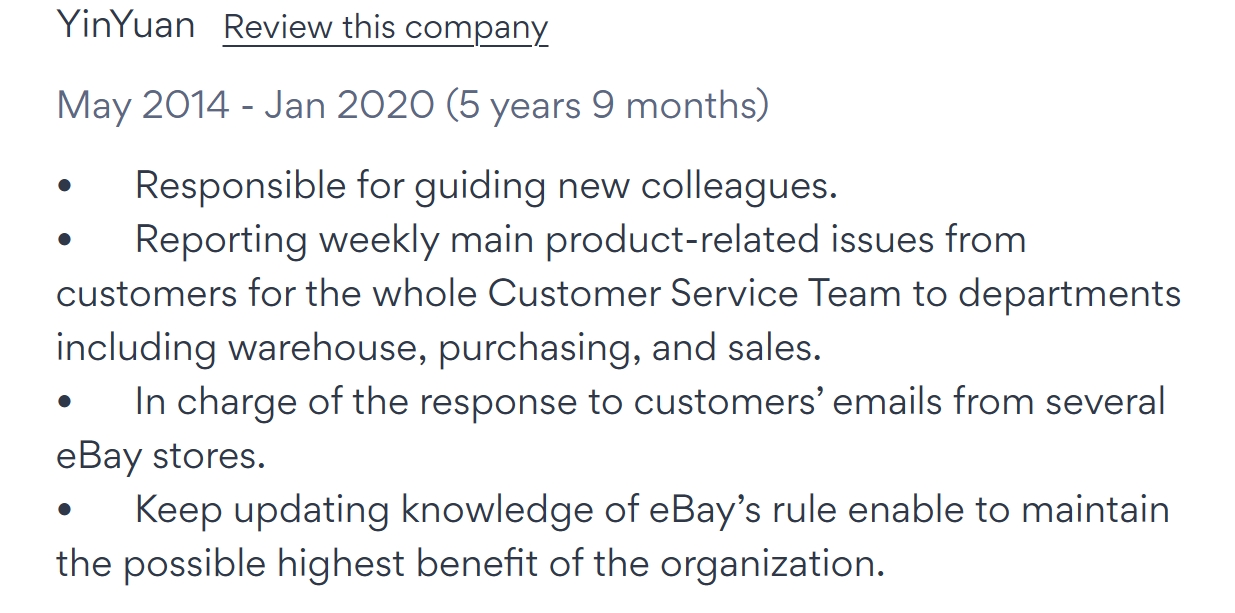 YinYuan Review this company
May 2014 - Jan 2020 (5 years 9 months)
• Responsible for guiding new colleagues.
• Reporting weekly main product-related issues from
customers for the whole Customer Service Team to departments
including warehouse, purchasing, and sales.
• In charge of the response to customers’ emails from several
eBay stores.
• Keep updating knowledge of eBay’s rule enable to maintain
the possible highest benefit of the organization.